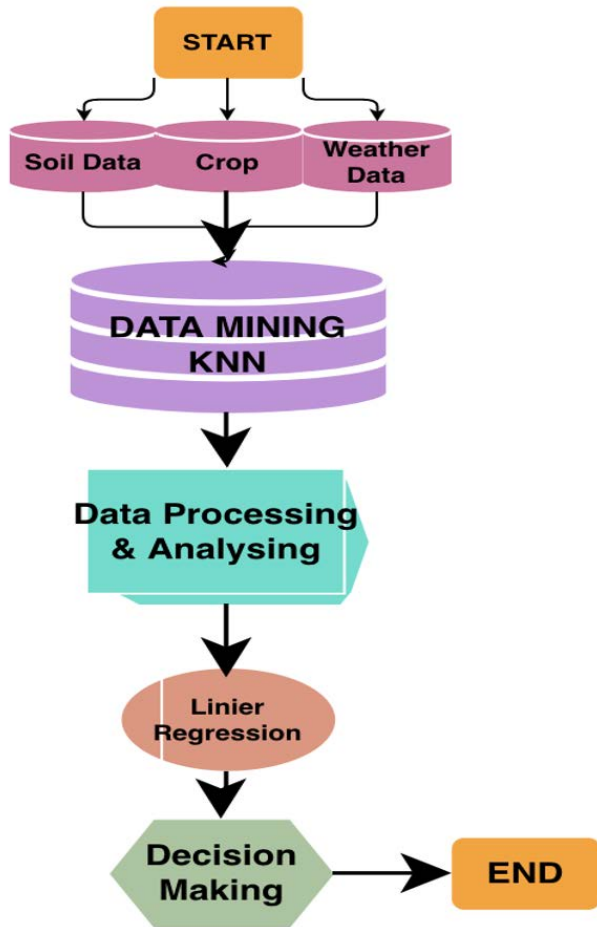 START
Soil Data
Crop
Weather
Data
DATA MINING
KNN
Data Processing
& Analysing
Linier
Regression
Decision
Making
END